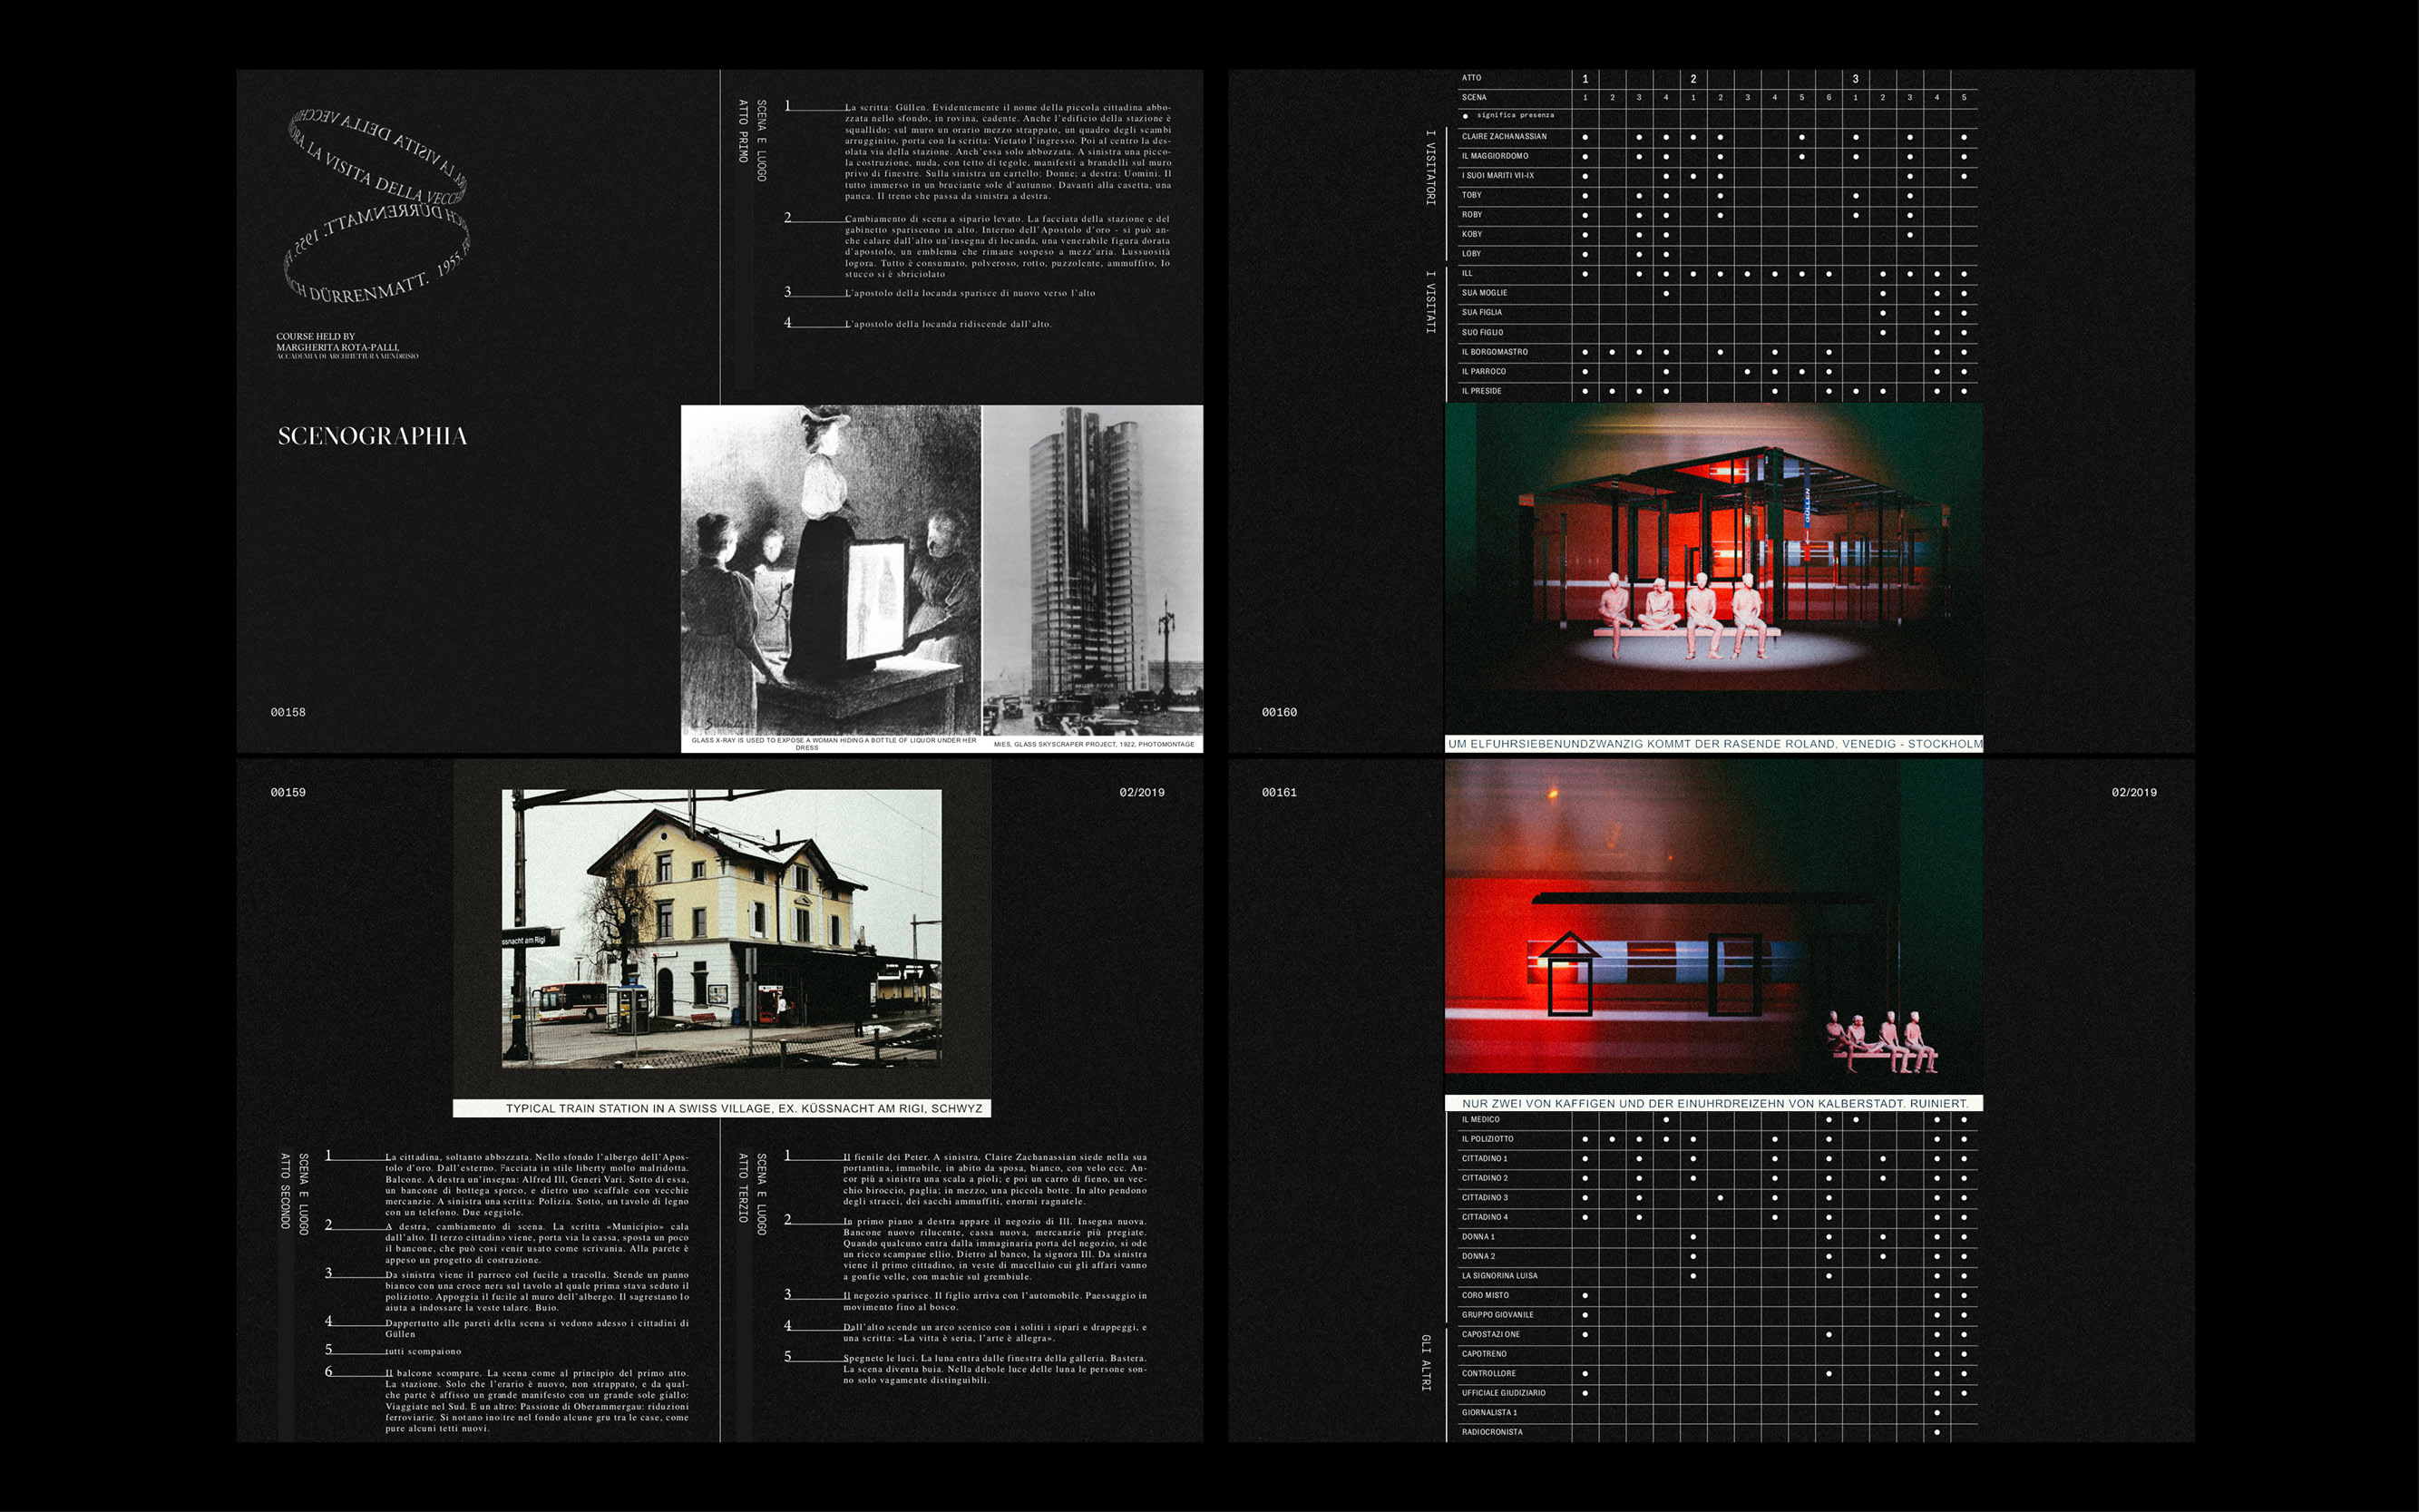 HƆƆƎV A⅃⅃Ǝᗡ ATIƧIV A⅃
LA VISITA DELLA VECCH
DÜRRENMATT. 1955.
CH DÜRRENMATT. 1955.
COURSE HELD BY
MARGHERITA ROTA-PALLI,
ACCADEMIA DI ARCHITETTURA MENDRISIO
SCENOGRAPHIA
00158
SCENA E LUOGO
ATTO PRIMO
1
La scritta: Güllen. Evidentemente il nome della piccola cittadina abbo-
zzata nello sfondo, in rovina, cadente. Anche l'edificio della stazione è
squallido; sul muro un orario mezzo strappato, un quadro degli scambi
arrugginito, porta con la scritta: Vietato l'ingresso. Poi al centro la des-
olata via della stazione. Anch'essa solo abbozzata. A sinistra una picco-
la costruzione, nuda, con tetto di tegole, manifesti a brandelli sul muro
privo di finestre. Sulla sinistra un cartello: Donne; a destra: Uomini. Il
tutto immerso in un bruciante sole d'autunno. Davanti alla casetta, una
panca. Il treno che passa da sinistra a destra.
2
Cambiamento di scena a sipario levato. La facciata della stazione e del
gabinetto spariscono in alto. Interno dell'Apostolo d'oro - si può an-
che calare dall'alto un'insegna di locanda, una venerabile figura dorata
d'apostolo, un emblema che rimane sospeso a mezz'aria. Lussuosità
logora. Tutto è consumato, polveroso, rotto, puzzolente, ammuffito, Io
stucco si è sbriciolato
3
L'apostolo della locanda sparisce di nuovo verso l'alto
4
L'apostolo della locanda ridiscende dall'alto.
GLASS X-RAY IS USED TO EXPOSE A WOMAN HIDING A BOTTLE OF LIQUOR UNDER HER
DRESS
MIES, GLASS SKYSCRAPER PROJECT, 1922, PHOTOMONTAGE
ATTO 1 2 3
SCENA 1 2 3 4 1 2 3 4 5 6 1 2 3 4 5
● significa presenza
I VISITATORI
CLAIRE ZACHANASSIAN
IL MAGGIORDOMO
I SUOI MARITI VII-IX
TOBY
ROBY
KOBY
LOBY
I VISITATI
ILL
SUA MOGLIE
SUA FIGLIA
SUO FIGLIO
IL BORGOMASTRO
IL PARROCO
IL PRESIDE
GÜLLEN
00160
UM ELFUHRSIEBENUNDZWANZIG KOMMT DER RASENDE ROLAND, VENEDIG - STOCKHOLM
00159
02/2019
ssnacht am Rigi
TYPICAL TRAIN STATION IN A SWISS VILLAGE, EX. KÜSSNACHT AM RIGI, SCHWYZ
SCENA E LUOGO
ATTO SECONDO
1
La cittadina, soltanto abbozzata. Nello sfondo l'albergo dell'Apos-
tolo d'oro. Dall'esterno. Facciata in stile liberty molto malridotta.
Balcone. A destra un'insegna: Alfred Ill, Generi Vari. Sotto di essa,
un bancone di bottega sporco, e dietro uno scaffale con vecchie
mercanzie. A sinistra una scritta: Polizia. Sotto, un tavolo di legno
con un telefono. Due seggiole.
2
A destra, cambiamento di scena. La scritta «Municipio» cala
dall'alto. Il terzo cittadino viene, porta via la cassa, sposta un poco
il bancone, che può così venir usato come scrivania. Alla parete è
appeso un progetto di costruzione.
3
Da sinistra viene il parroco col fucile a tracolla. Stende un panno
bianco con una croce nera sul tavolo al quale prima stava seduto il
poliziotto. Appoggia il fucile al muro dell'albergo. Il sagrestano lo
aiuta a indossare la veste talare. Buio.
4
Dappertutto alle pareti della scena si vedono adesso i cittadini di
Güllen
5
tutti scompaiono
6
Il balcone scompare. La scena come al principio del primo atto.
La stazione. Solo che l'orario è nuovo, non strappato, e da qual-
che parte è affisso un grande manifesto con un grande sole giallo:
Viaggiate nel Sud. E un altro: Passione di Oberammergau: riduzioni
ferroviarie. Si notano inoltre nel fondo alcune gru tra le case, come
pure alcuni tetti nuovi.
SCENA E LUOGO
ATTO TERZIO
1
Il fienile dei Peter. A sinistra, Claire Zachanassian siede nella sua
portantina, immobile, in abito da sposa, bianco, con velo ecc. An-
cor più a sinistra una scala a pioli; e poi un carro di fieno, un vec-
chio biroccio, paglia; in mezzo, una piccola botte. In alto pendono
degli stracci, dei sacchi ammuffiti, enormi ragnatele.
2
In primo piano a destra appare il negozio di Ill. Insegna nuova.
Bancone nuovo rilucente, cassa nuova, mercanzie più pregiate.
Quando qualcuno entra dalla immaginaria porta del negozio, si ode
un ricco scampane ellio. Dietro al banco, la signora Ill. Da sinistra
viene il primo cittadino, in veste di macellaio cui gli affari vanno
a gonfie velle, con machie sul grembiule.
3
Il negozio sparisce. Il figlio arriva con l'automobile. Paessaggio in
movimento fino al bosco.
4
Dall'alto scende un arco scenico con i soliti i sipari e drappeggi, e
una scritta: «La vitta è seria, l'arte è allegra».
5
Spegnete le luci. La luna entra dalle finestra della galleria. Bastera.
La scena diventa buia. Nella debole luce delle luna le persone son-
no solo vagamente distinguibili.
00161
02/2019
NUR ZWEI VON KAFFIGEN UND DER EINUHRDREIZEHN VON KALBERSTADT. RUINIERT.
IL MEDICO
IL POLIZIOTTO
CITTADINO 1
CITTADINO 2
CITTADINO 3
CITTADINO 4
DONNA 1
DONNA 2
LA SIGNORINA LUISA
CORO MISTO
GRUPPO GIOVANILE
GLI ALTRI
CAPOSTAZI ONE
CAPOTRENO
CONTROLLORE
UFFICIALE GIUDIZIARIO
GIORNALISTA 1
RADIOCRONISTA